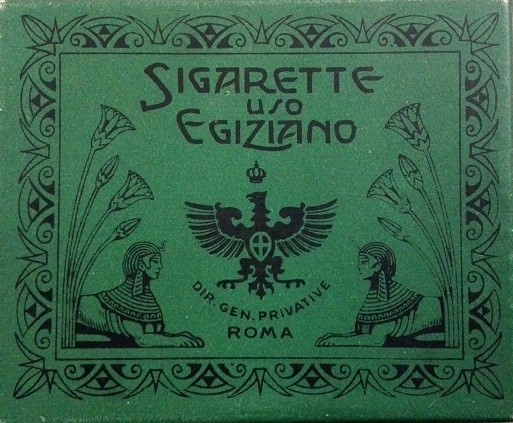 SIGARETTE
USO
EGIZIANO
DIR. GEN. PRIVATIVE
ROMA